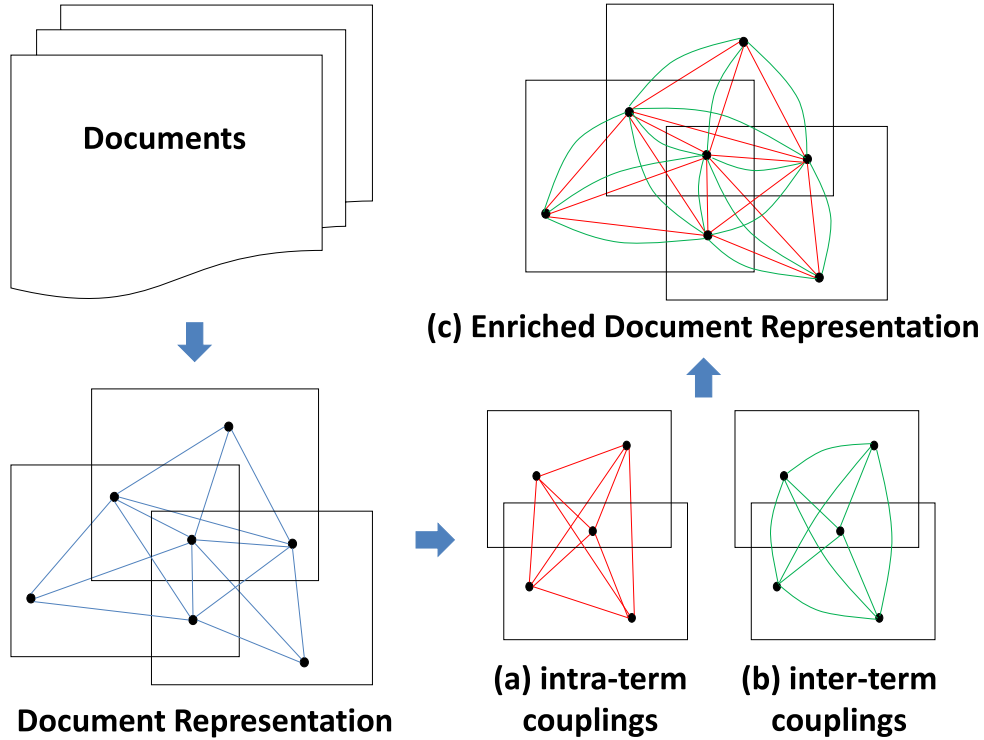 Documents
(c) Enriched Document Representation
Document Representation
(a) intra-term
couplings
(b) inter-term
couplings